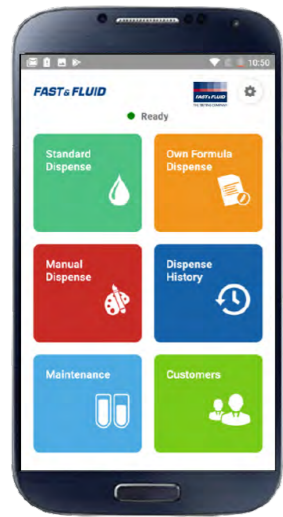 10:50
FAST & FLUID
FAST & FLUID
Ready
Standard
Dispense
Own Formula
Dispense
Manual
Dispense
Dispense
History
Maintenance
Customers